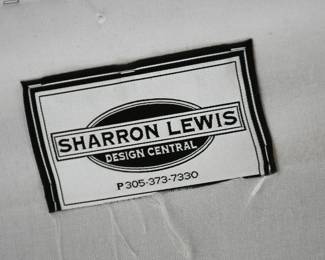 SHARRON LEWIS
DESIGN CENTRAL
P 305-373-7330